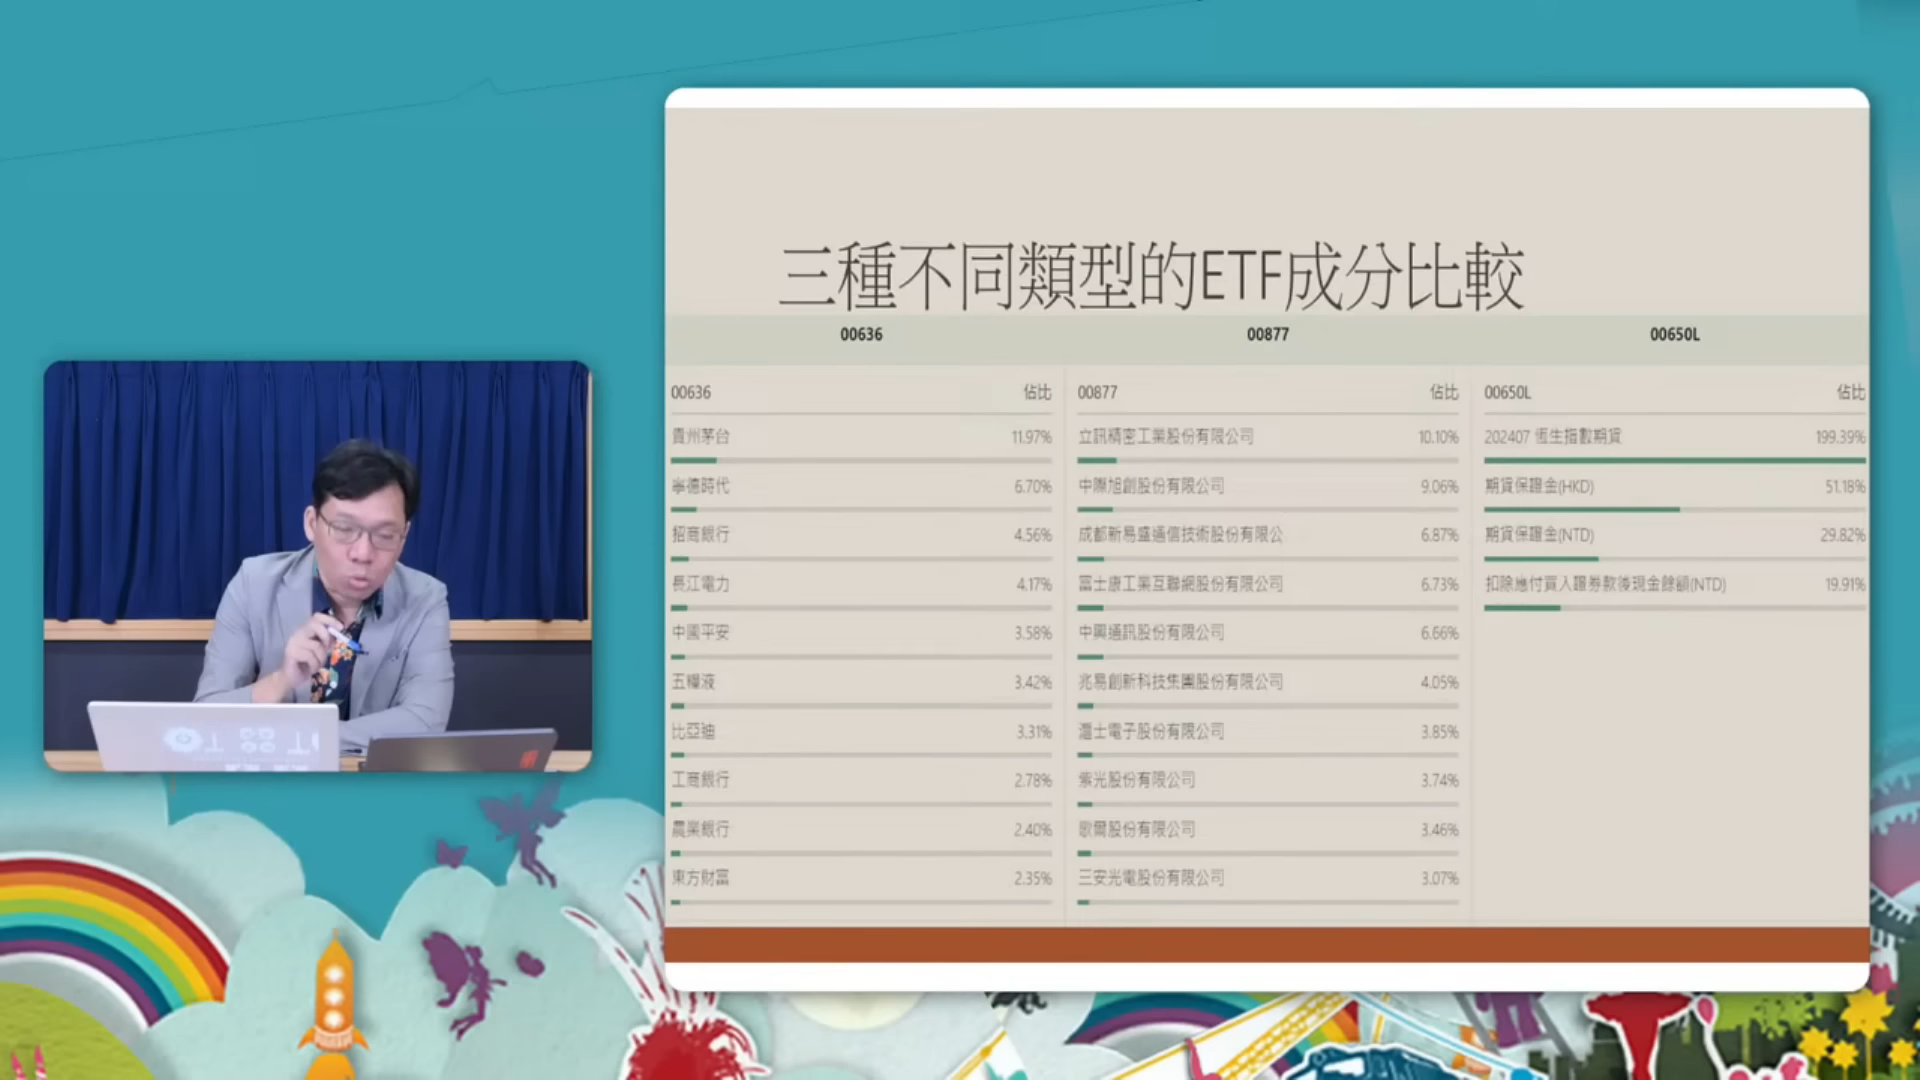 三種不同類型的ETF成分比較
00636 00877 00650L
00636 佔比
貴州茅台 11.97%
寧德時代 6.70%
招商銀行 4.56%
長江電力 4.17%
中國平安 3.58%
五糧液 3.42%
比亞迪 3.31%
工商銀行 2.78%
農業銀行 2.40%
東方財富 2.35%
00877 佔比
立訊精密工業股份有限公司 10.10%
中際旭創股份有限公司 9.06%
成都新易盛通信技術股份有限公 6.87%
富士康工業互聯網股份有限公司 6.73%
中興通訊股份有限公司 6.66%
兆易創新科技集團股份有限公司 4.05%
滬士電子股份有限公司 3.85%
紫光股份有限公司 3.74%
歌爾股份有限公司 3.46%
三安光電股份有限公司 3.07%
00650L 佔比
202407 恆生指數期貨 199.39%
期貨保證金(HKD) 51.18%
期貨保證金(NTD) 29.82%
扣除應付買入證券款後現金餘額(NTD) 19.91%